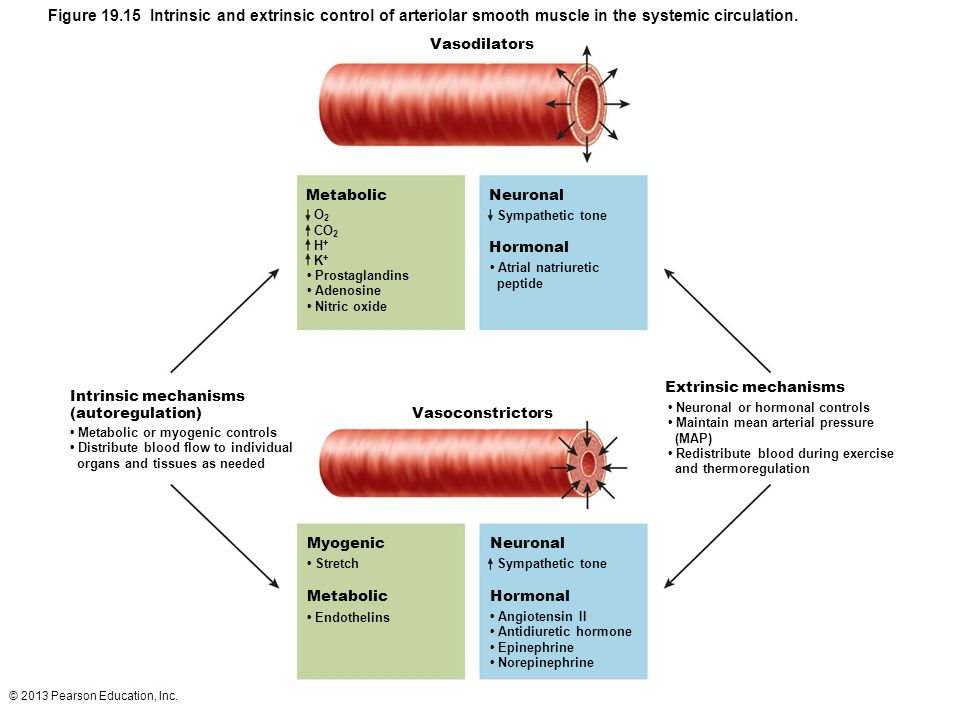 Figure 19.15 Intrinsic and extrinsic control of arteriolar smooth muscle in the systemic circulation.
Vasodilators
Metabolic
↓ O₂
↑ CO₂
↑ H⁺
↑ K⁺
• Prostaglandins
• Adenosine
• Nitric oxide
Neuronal
↓ Sympathetic tone
Hormonal
• Atrial natriuretic
peptide
Intrinsic mechanisms
(autoregulation)
• Metabolic or myogenic controls
• Distribute blood flow to individual
organs and tissues as needed
Extrinsic mechanisms
• Neuronal or hormonal controls
• Maintain mean arterial pressure
(MAP)
• Redistribute blood during exercise
and thermoregulation
Vasoconstrictors
Myogenic
• Stretch
Metabolic
• Endothelins
Neuronal
↑ Sympathetic tone
Hormonal
• Angiotensin II
• Antidiuretic hormone
• Epinephrine
• Norepinephrine
© 2013 Pearson Education, Inc.